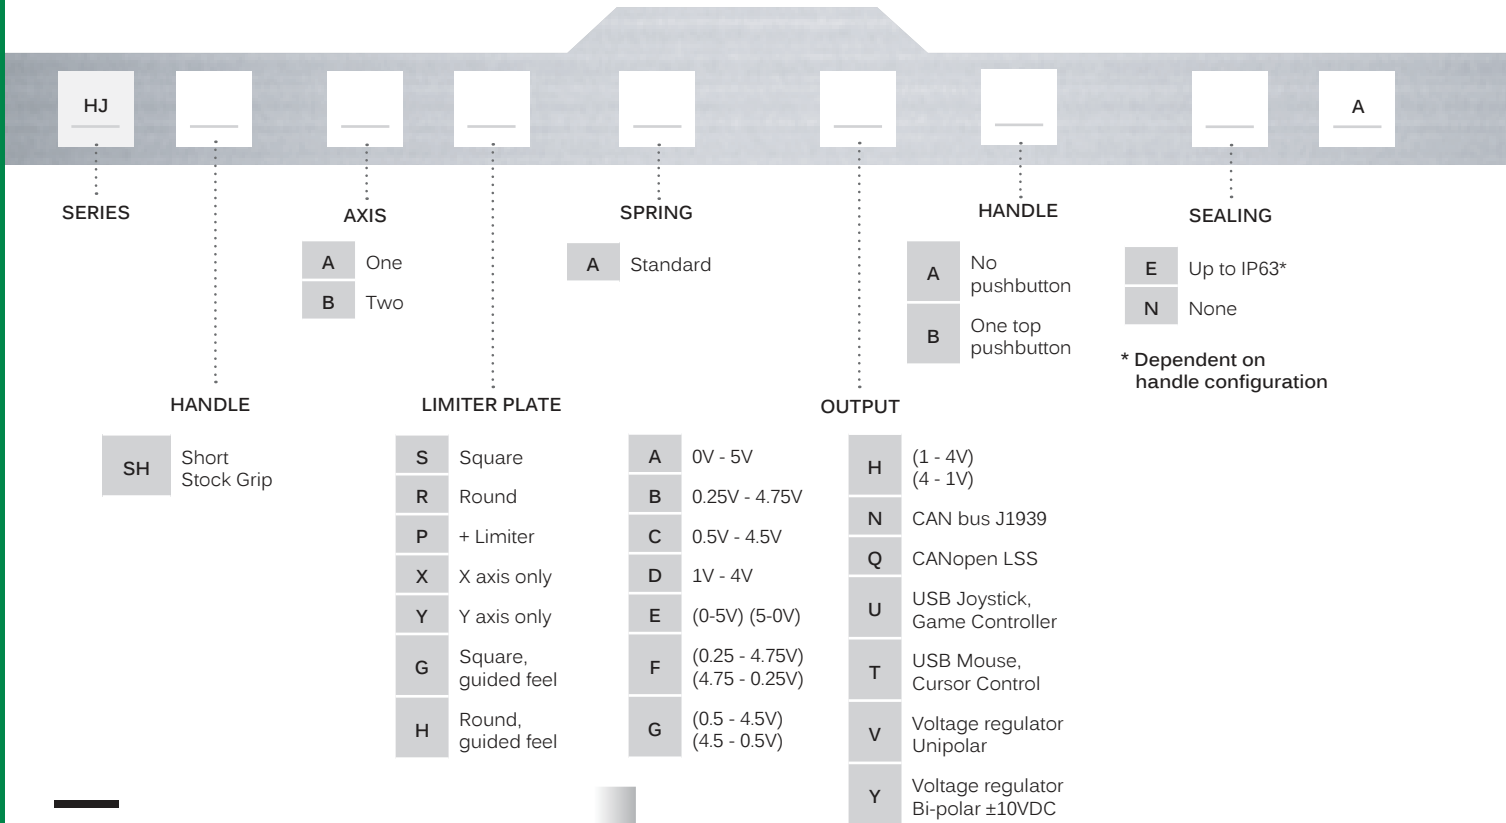 HJ
A
SERIES
AXIS
A One
B Two
SPRING
A Standard
HANDLE
A No
pushbutton
B One top
pushbutton
SEALING
E Up to IP63*
N None
* Dependent on
handle configuration
HANDLE
SH Short
Stock Grip
LIMITER PLATE
S Square
R Round
P + Limiter
X X axis only
Y Y axis only
G Square,
guided feel
H Round,
guided feel
OUTPUT
A 0V - 5V
B 0.25V - 4.75V
C 0.5V - 4.5V
D 1V - 4V
E (0-5V) (5-0V)
F (0.25 - 4.75V)
(4.75 - 0.25V)
G (0.5 - 4.5V)
(4.5 - 0.5V)
H (1 - 4V)
(4 - 1V)
N CAN bus J1939
Q CANopen LSS
U USB Joystick,
Game Controller
T USB Mouse,
Cursor Control
V Voltage regulator
Unipolar
Y Voltage regulator
Bi-polar ±10VDC